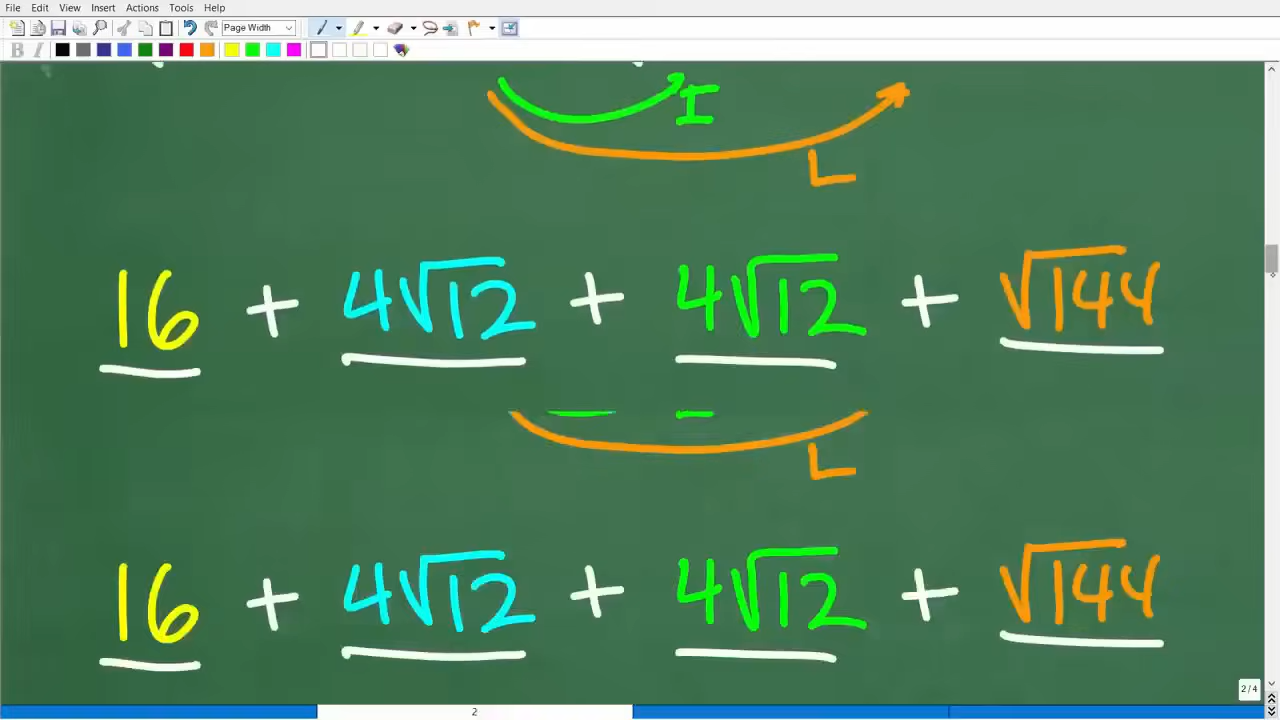 File Edit View Insert Actions Tools Help
Page Width
B I
I
L
16 + 4√12 + 4√12 + √144
L
16 + 4√12 + 4√12 + √144
2/4
2